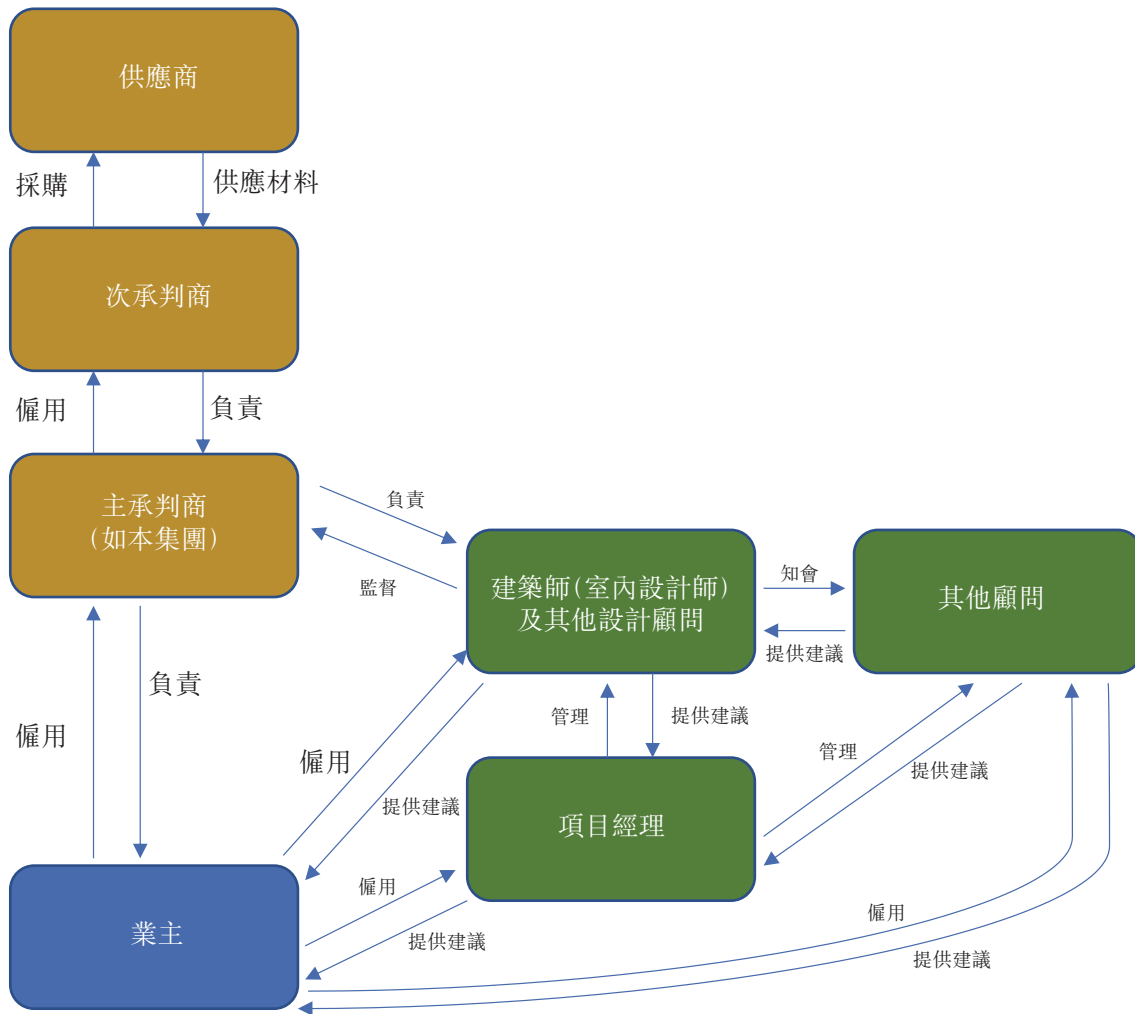 供應商
採購
供應材料
次承判商
僱用
負責
主承判商
(如本集團)
負責
監督
建築師(室內設計師)
及其他設計顧問
知會
提供建議
其他顧問
僱用
負責
僱用
提供建議
管理
提供建議
管理
提供建議
項目經理
業主
僱用
提供建議
僱用
提供建議